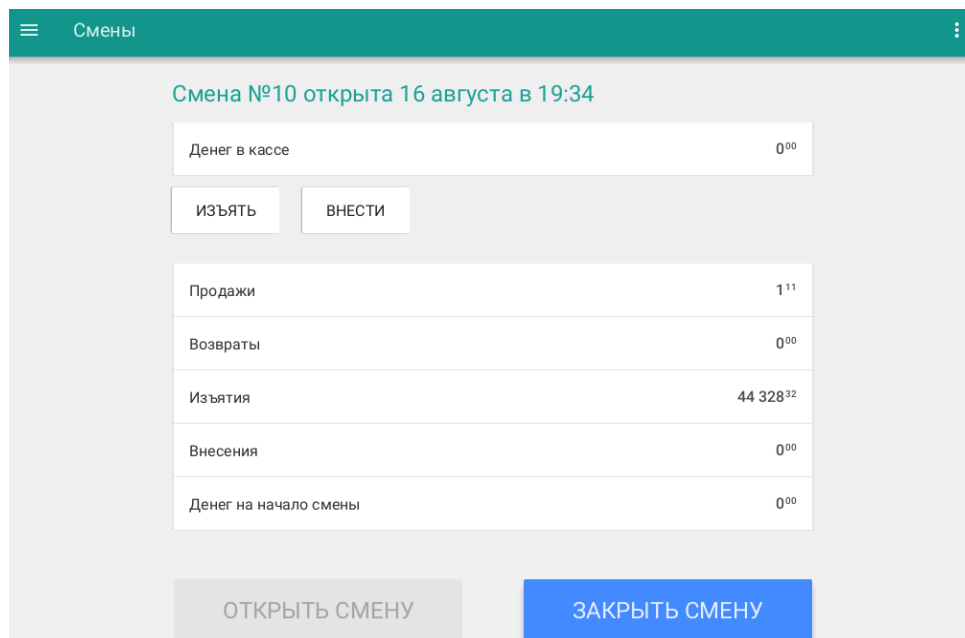 Смены
Смена №10 открыта 16 августа в 19:34
Денег в кассе 0⁰⁰
ИЗЪЯТЬ ВНЕСТИ
Продажи 1¹¹
Возвраты 0⁰⁰
Изъятия 44 328³²
Внесения 0⁰⁰
Денег на начало смены 0⁰⁰
ОТКРЫТЬ СМЕНУ ЗАКРЫТЬ СМЕНУ